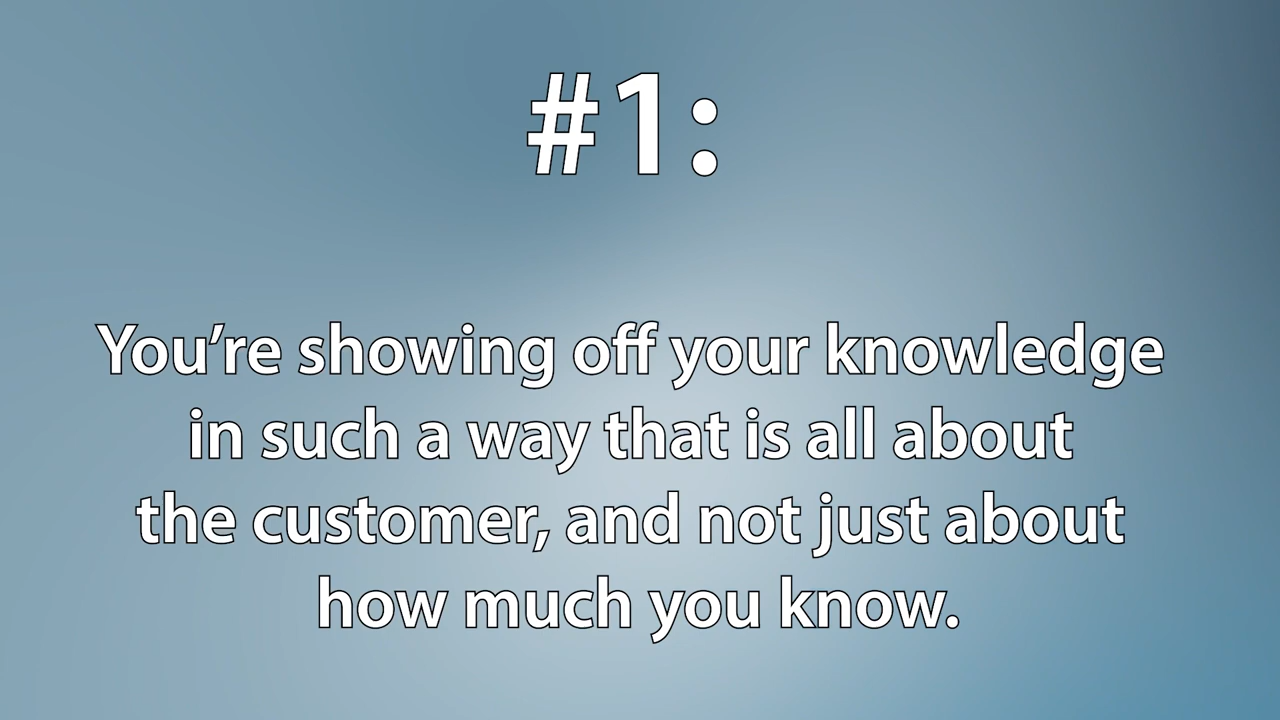 #1:
You’re showing off your knowledge
in such a way that is all about
the customer, and not just about
how much you know.